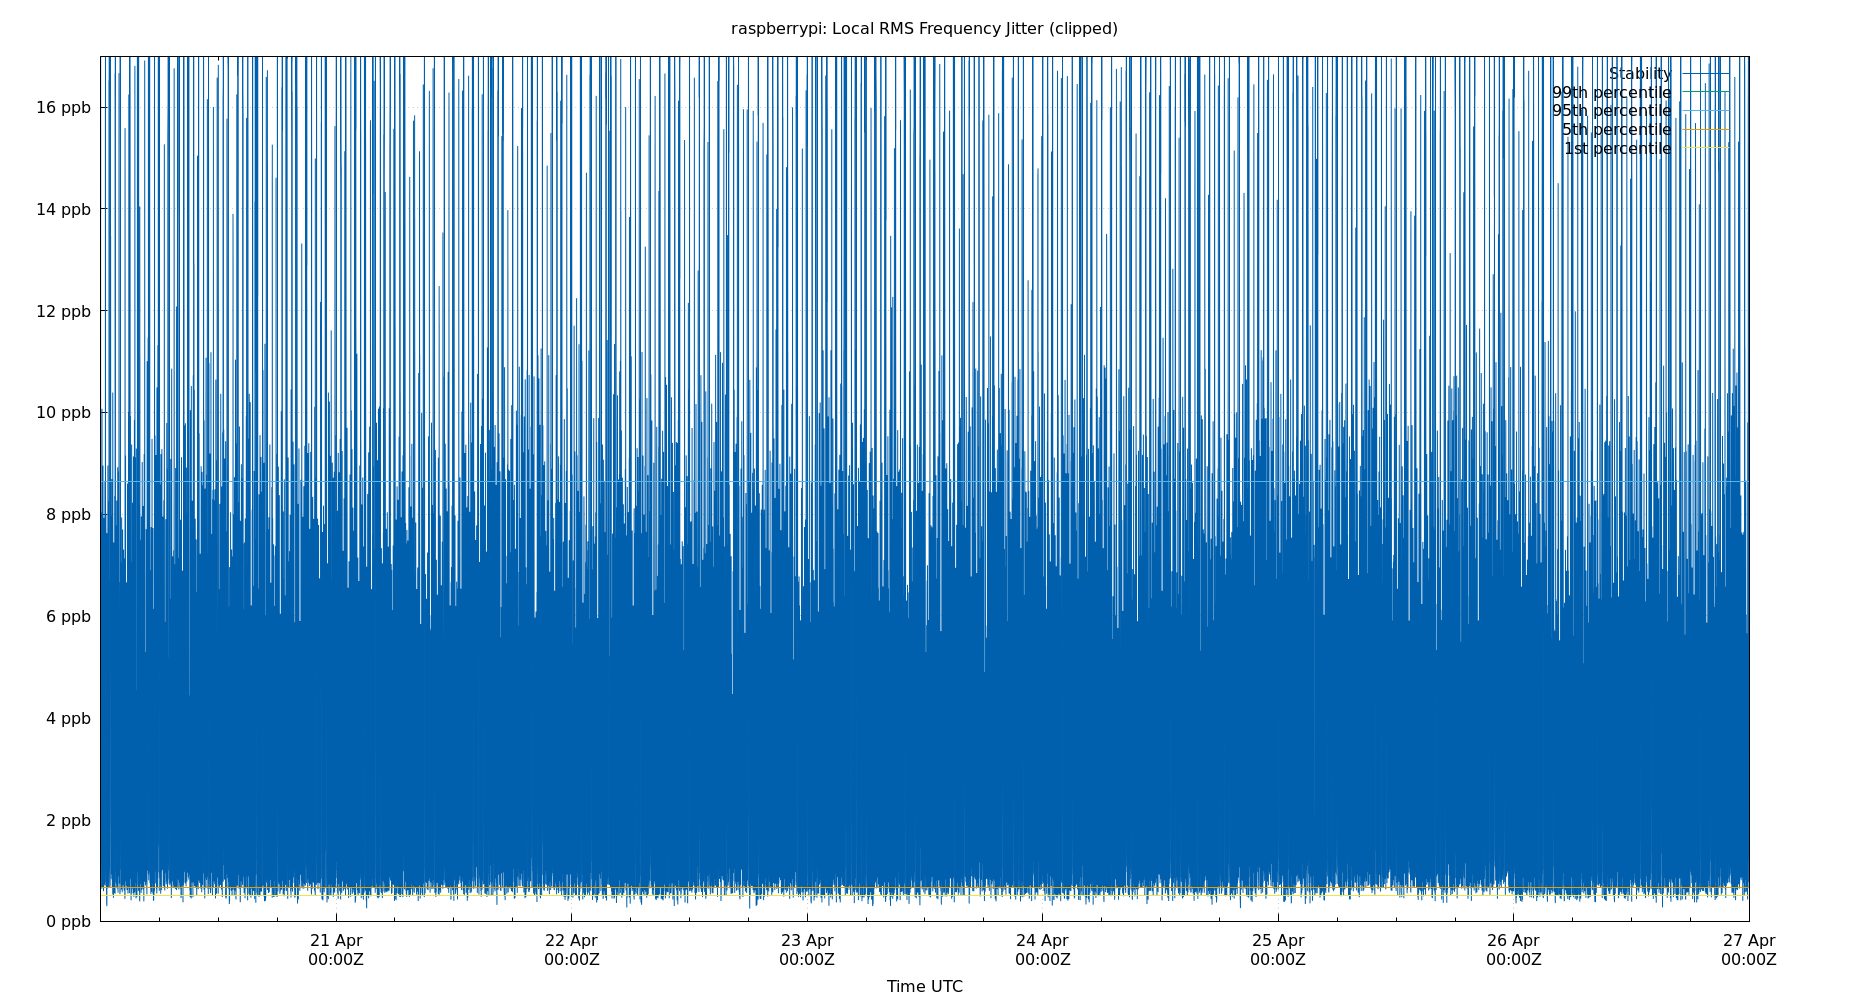 raspberrypi: Local RMS Frequency Jitter (clipped)
Stability
99th percentile
95th percentile
5th percentile
1st percentile
16 ppb
14 ppb
12 ppb
10 ppb
8 ppb
6 ppb
4 ppb
2 ppb
0 ppb
21 Apr 22 Apr 23 Apr 24 Apr 25 Apr 26 Apr 27 Apr
00:00Z 00:00Z 00:00Z 00:00Z 00:00Z 00:00Z 00:00Z
Time UTC